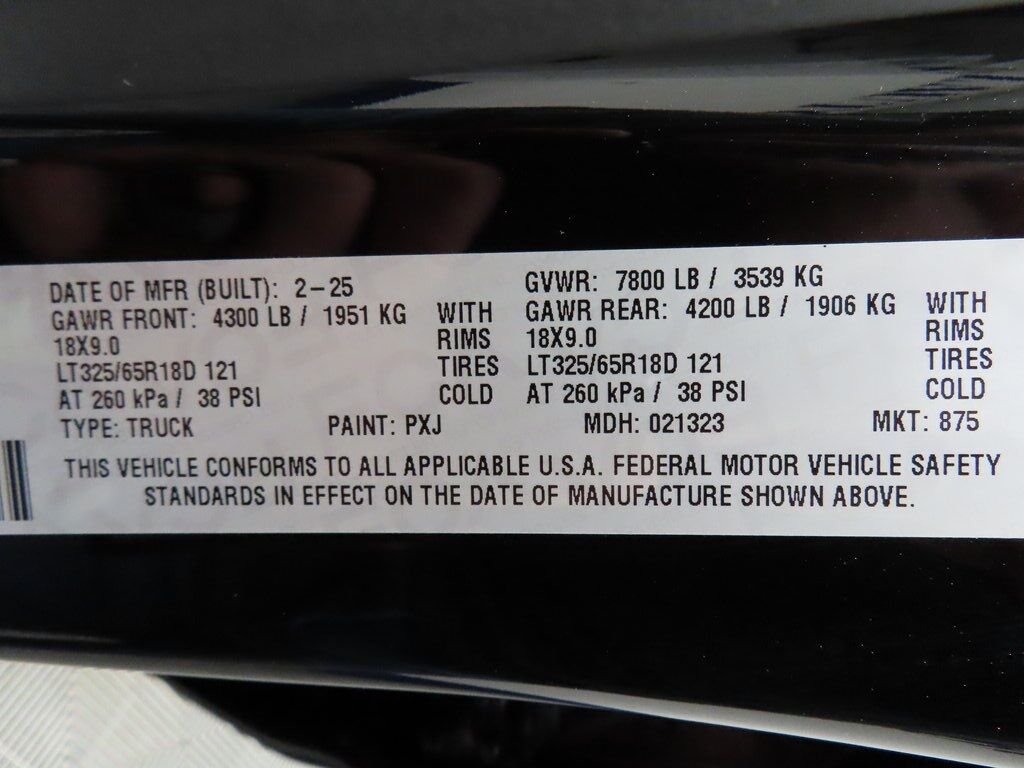 DATE OF MFR (BUILT): 2-25 GVWR: 7800 LB / 3539 KG
GAWR FRONT: 4300 LB / 1951 KG WITH GAWR REAR: 4200 LB / 1906 KG WITH
18X9.0 RIMS 18X9.0 RIMS
LT325/65R18D 121 TIRES LT325/65R18D 121 TIRES
AT 260 kPa / 38 PSI COLD AT 260 kPa / 38 PSI COLD
TYPE: TRUCK PAINT: PXJ MDH: 021323 MKT: 875
THIS VEHICLE CONFORMS TO ALL APPLICABLE U.S.A. FEDERAL MOTOR VEHICLE SAFETY
STANDARDS IN EFFECT ON THE DATE OF MANUFACTURE SHOWN ABOVE.